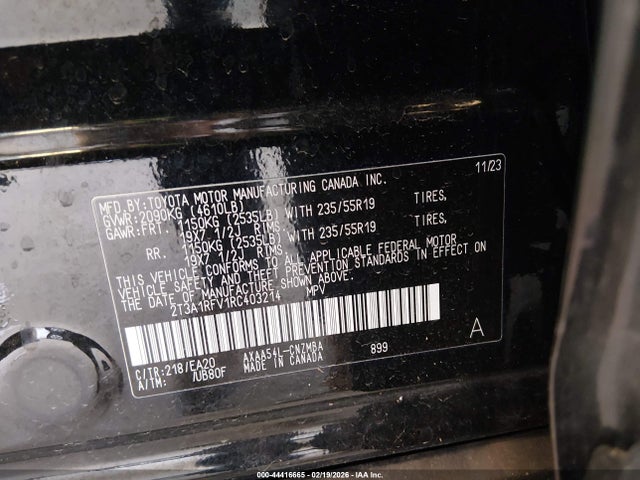 11/23
MFD. BY:TOYOTA MOTOR MANUFACTURING CANADA INC.
GVWR:2090KG (4610LB)
GAWR:FRT. 1150KG (2535LB) WITH 235/55R19 TIRES,
19X7 1/2J RIMS
RR. 1150KG (2535LB) WITH 235/55R19 TIRES,
19X7 1/2J RIMS
THIS VEHICLE CONFORMS TO ALL APPLICABLE FEDERAL MOTOR
VEHICLE SAFETY AND THEFT PREVENTION STANDARDS IN EFFECT ON
THE DATE OF MANUFACTURE SHOWN ABOVE.
2T3A1RFV1RC403214 MPV
A
C/TR:218/EA20 AXAA54L-CNZMBA 899
A/TM: /UB80F MADE IN CANADA
000-44416665 - 02/19/2026 - IAA Inc.